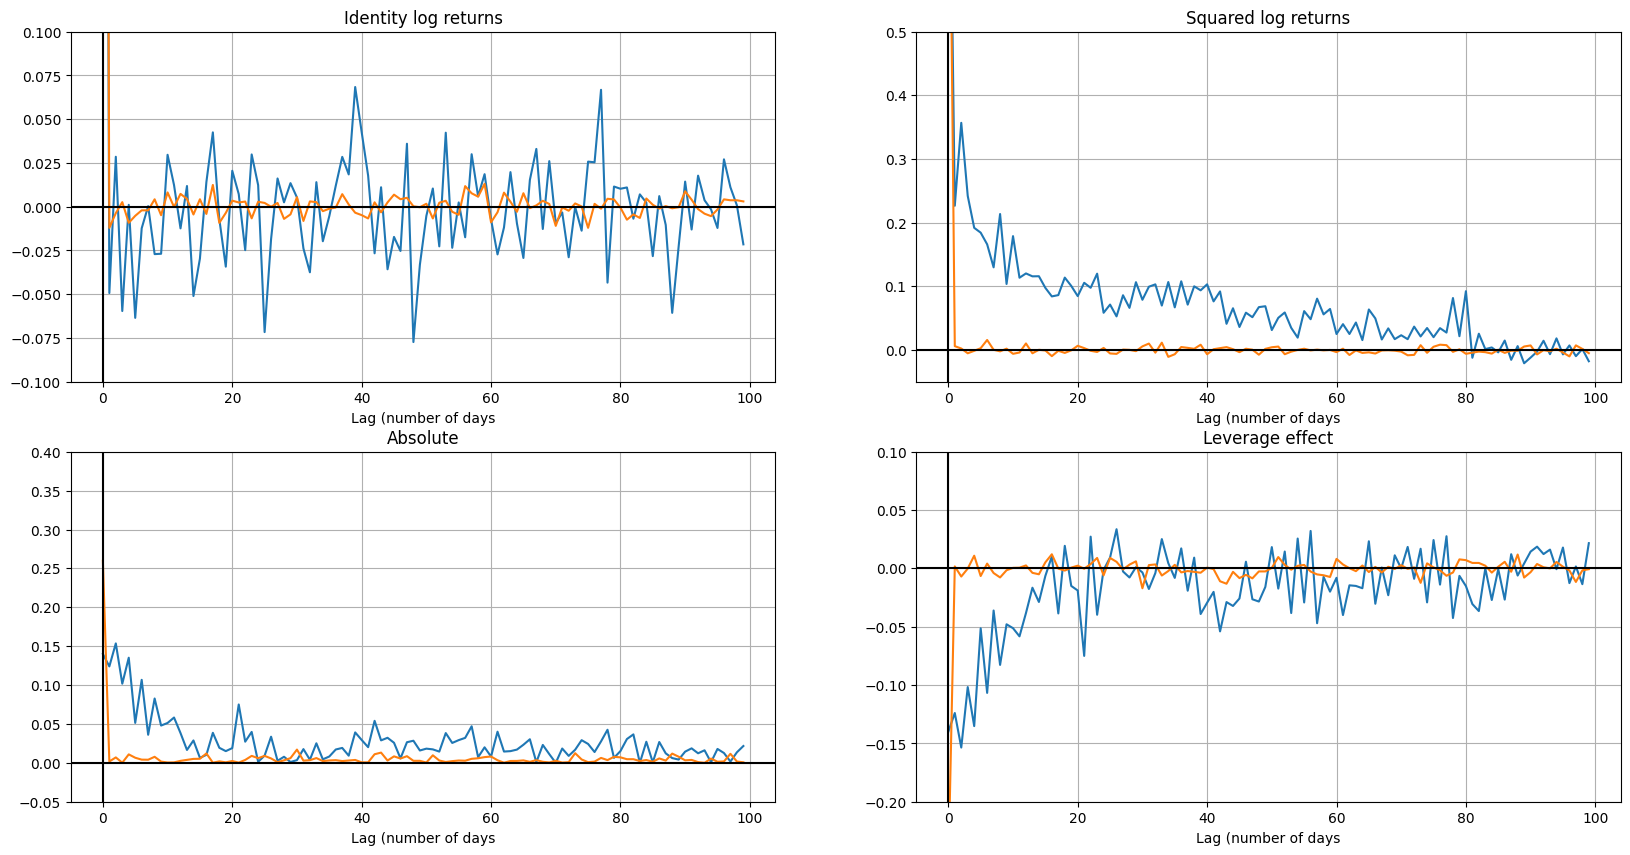 Identity log returns
0.100
0.075
0.050
0.025
0.000
−0.025
−0.050
−0.075
−0.100
0 20 40 60 80 100
Lag (number of days
Squared log returns
0.5
0.4
0.3
0.2
0.1
0.0
0 20 40 60 80 100
Lag (number of days
Absolute
0.40
0.35
0.30
0.25
0.20
0.15
0.10
0.05
0.00
−0.05
0 20 40 60 80 100
Lag (number of days
Leverage effect
0.10
0.05
0.00
−0.05
−0.10
−0.15
−0.20
0 20 40 60 80 100
Lag (number of days